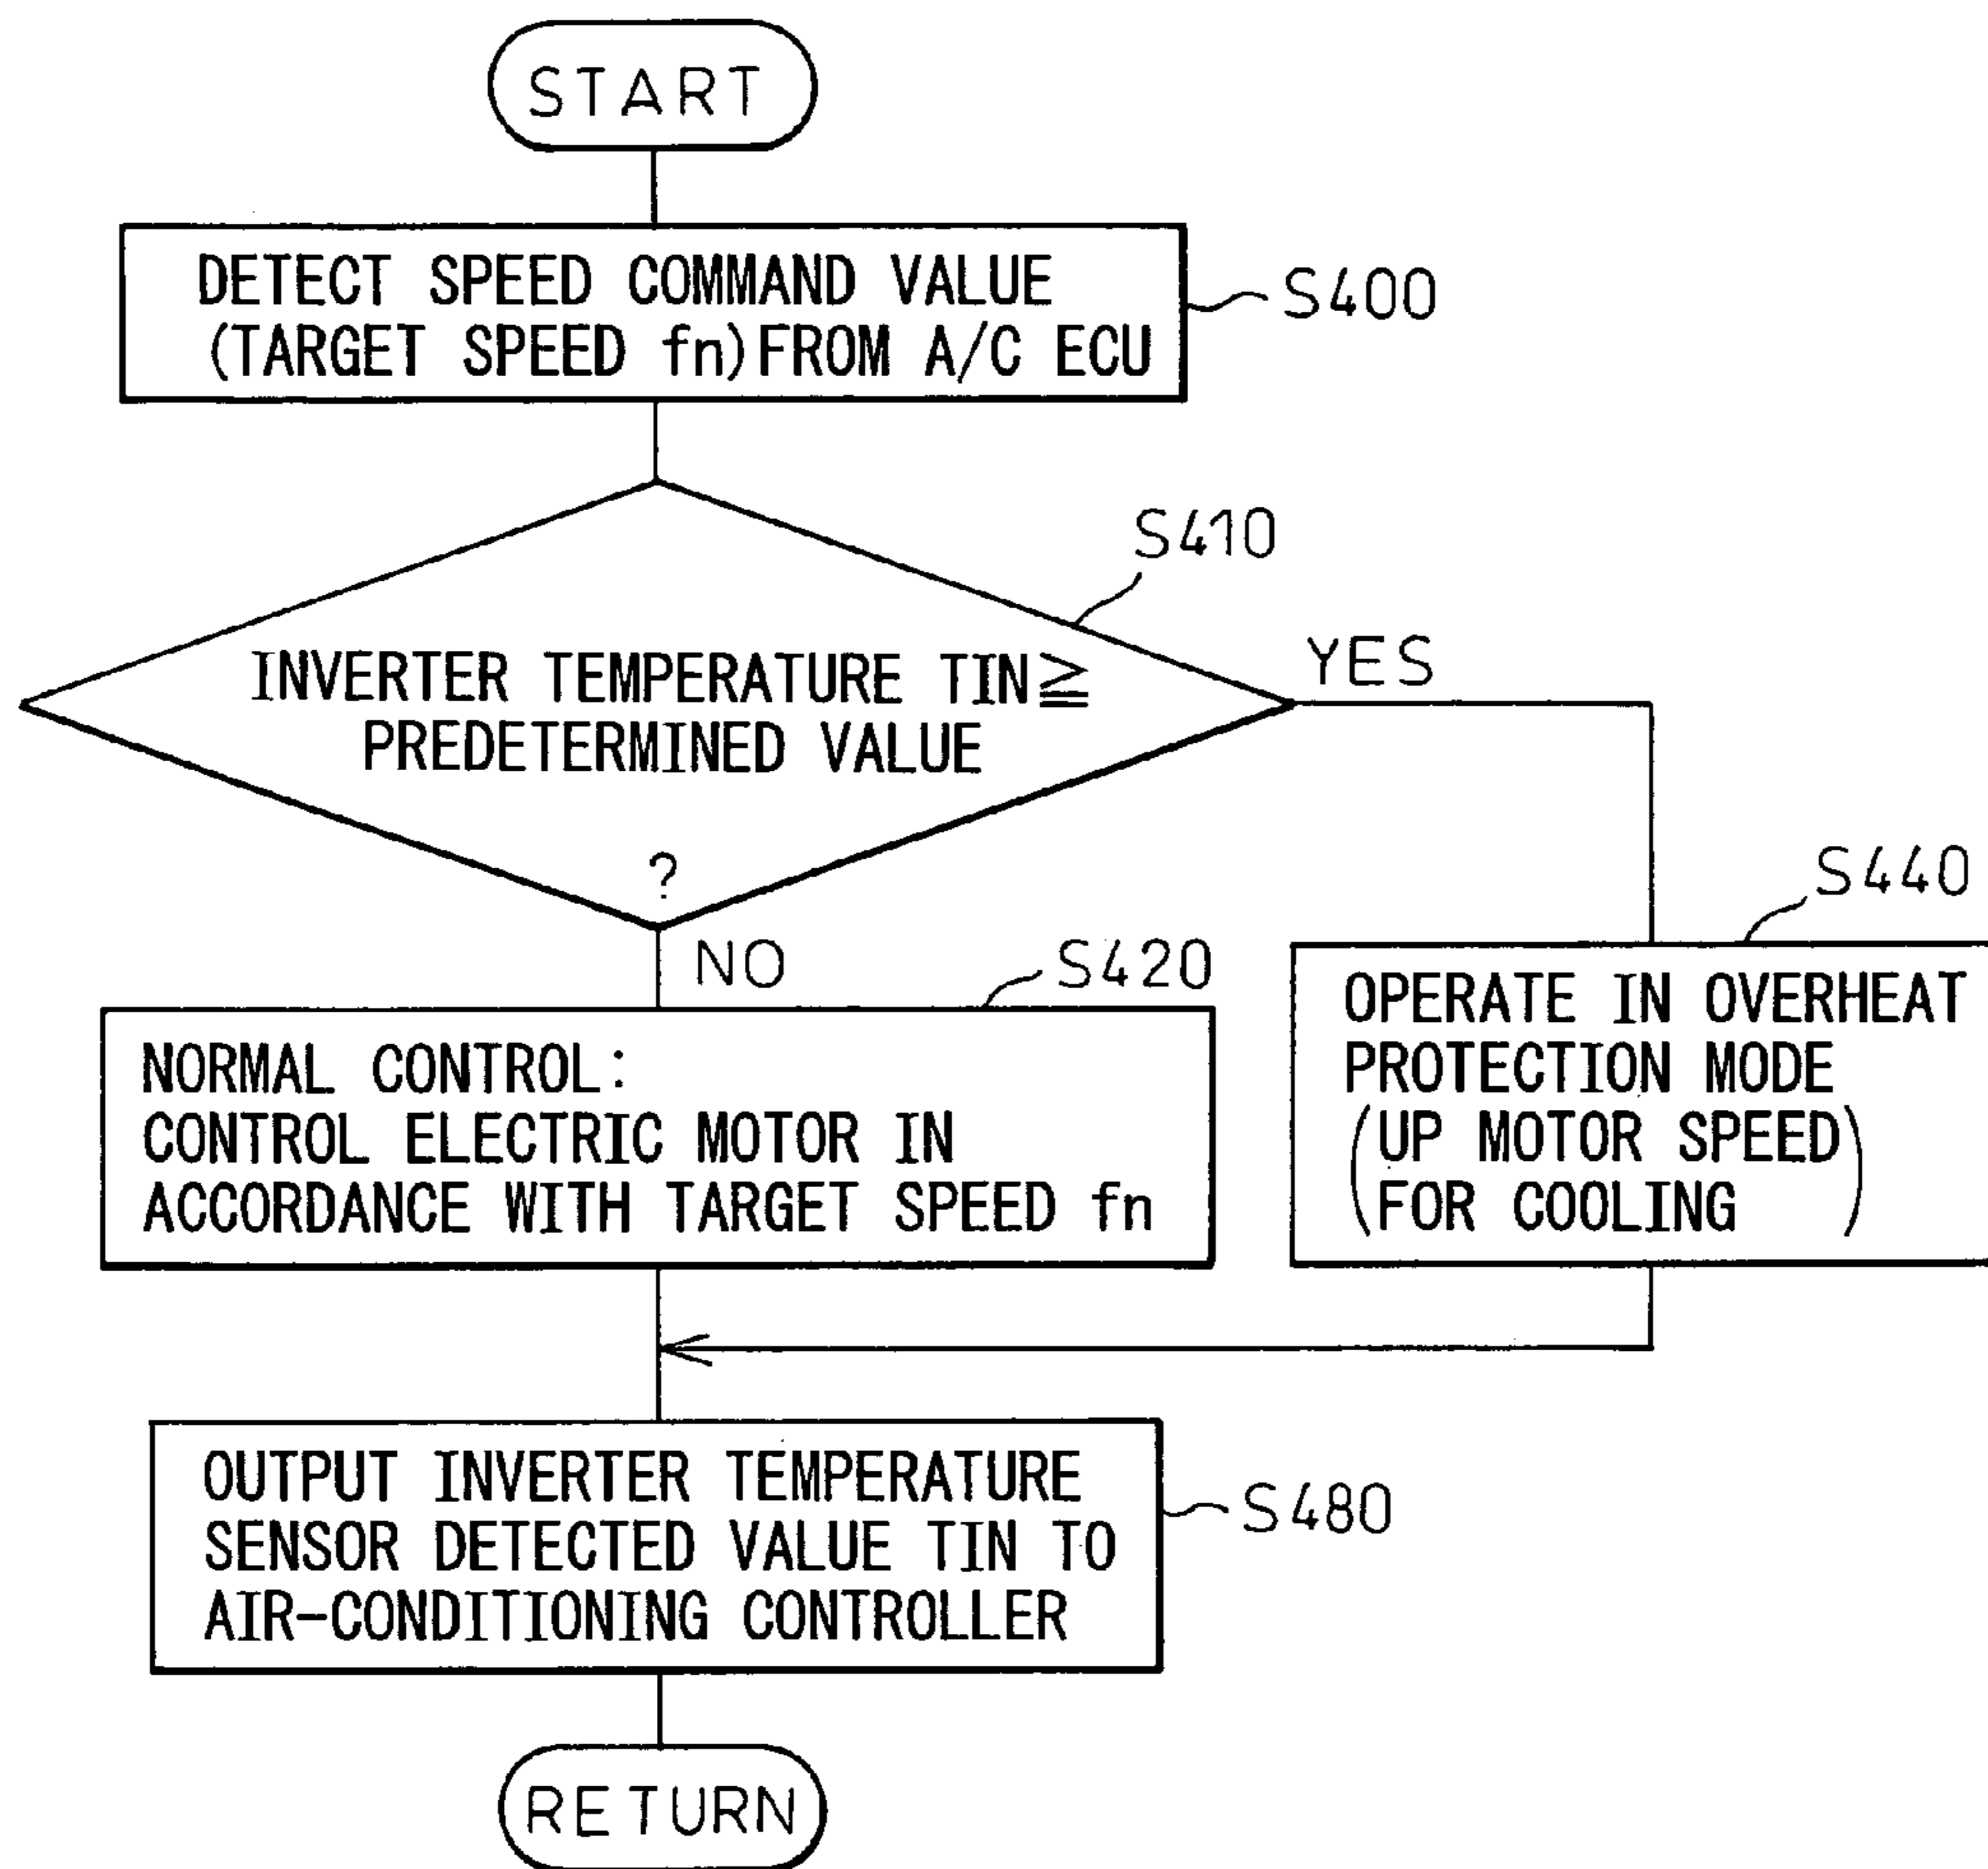 START
DETECT SPEED COMMAND VALUE
(TARGET SPEED fn) FROM A/C ECU
S400
S410
INVERTER TEMPERATURE TIN≧
PREDETERMINED VALUE
?
YES
NO
S420
NORMAL CONTROL:
CONTROL ELECTRIC MOTOR IN
ACCORDANCE WITH TARGET SPEED fn
S440
OPERATE IN OVERHEAT
PROTECTION MODE
(UP MOTOR SPEED
FOR COOLING)
OUTPUT INVERTER TEMPERATURE
SENSOR DETECTED VALUE TIN TO
AIR-CONDITIONING CONTROLLER
S480
RETURN